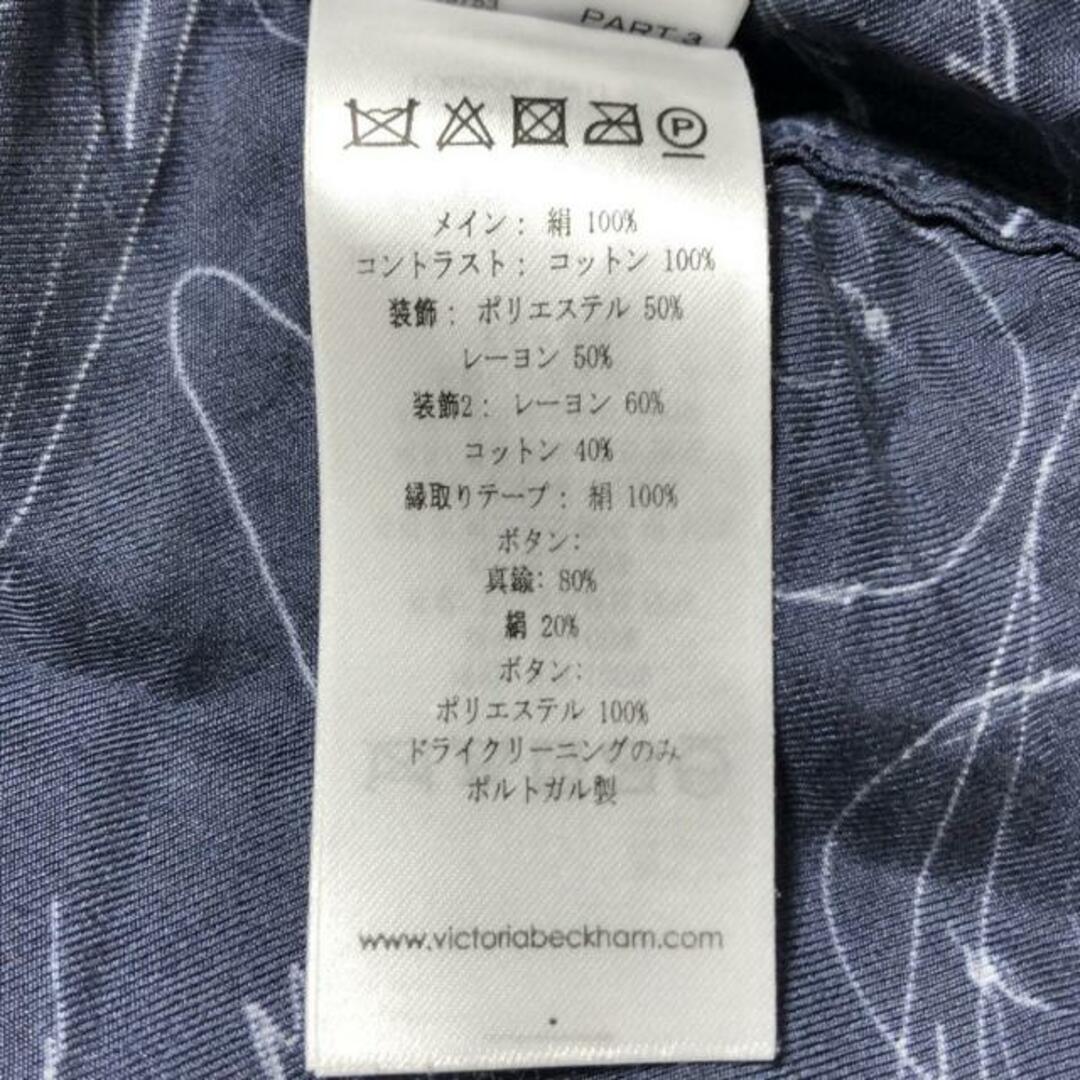 PART 3
P
メイン: 絹 100%
コントラスト: コットン 100%
装飾: ポリエステル 50%
レーヨン 50%
装飾2: レーヨン 60%
コットン 40%
縁取りテープ: 絹 100%
ボタン:
真鍮: 80%
絹 20%
ボタン:
ポリエステル 100%
ドライクリーニングのみ
ポルトガル製
www.victoriabeckham.com